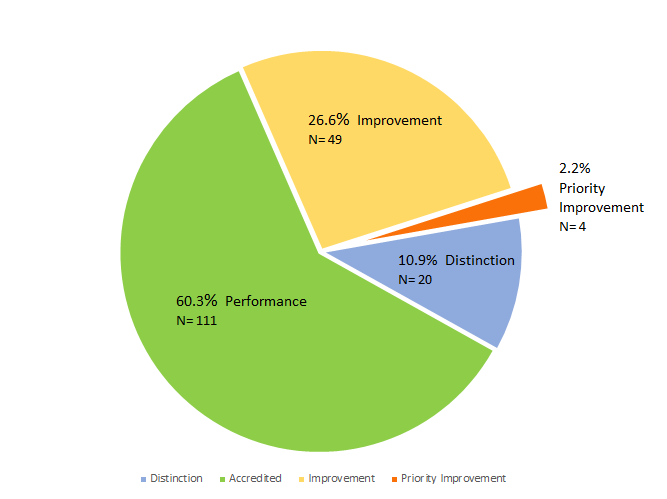 26.6% Improvement
N= 49
2.2%
Priority
Improvement
N= 4
10.9% Distinction
N= 20
60.3% Performance
N= 111
Distinction Accredited Improvement Priority Improvement